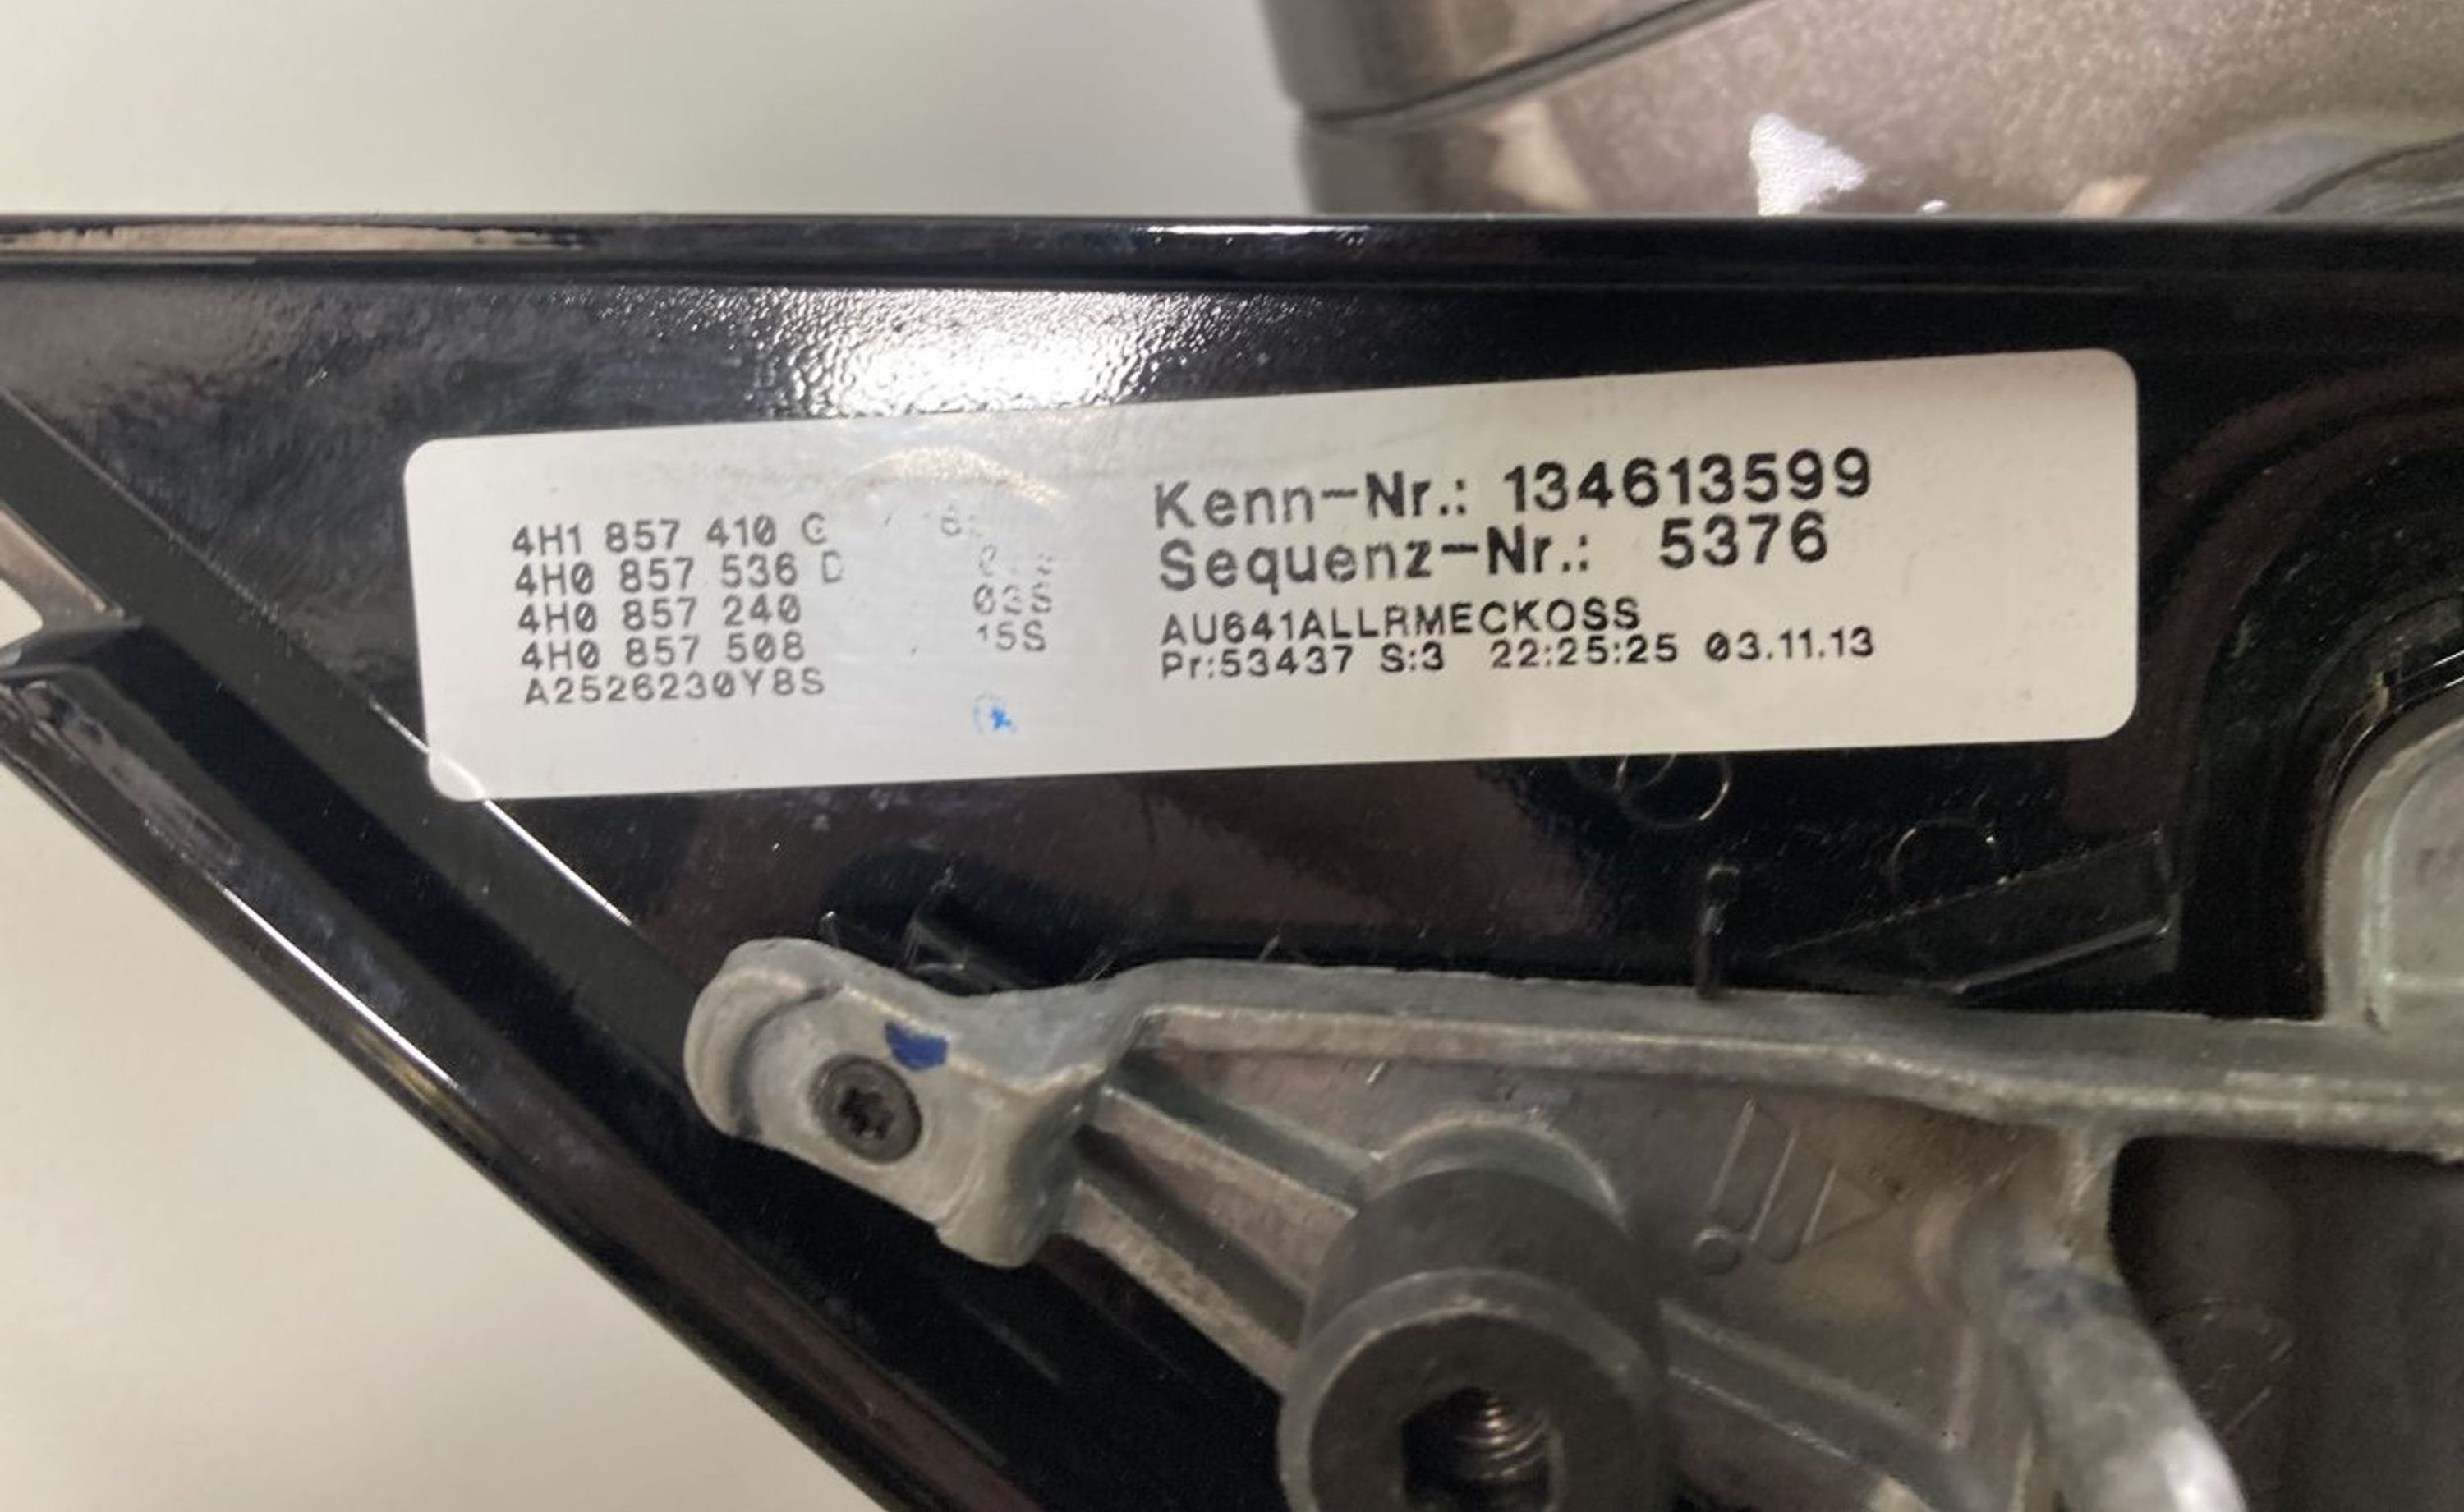 4H1 857 410
4H0 857 536 D
4H0 857 240 03S
4H0 857 508 15S
A2526230Y8S
Kenn-Nr.: 134613599
Sequenz-Nr.: 5376
AU641ALLRMECKOSS
Pr:53437 S:3 22:25:25 03.11.13